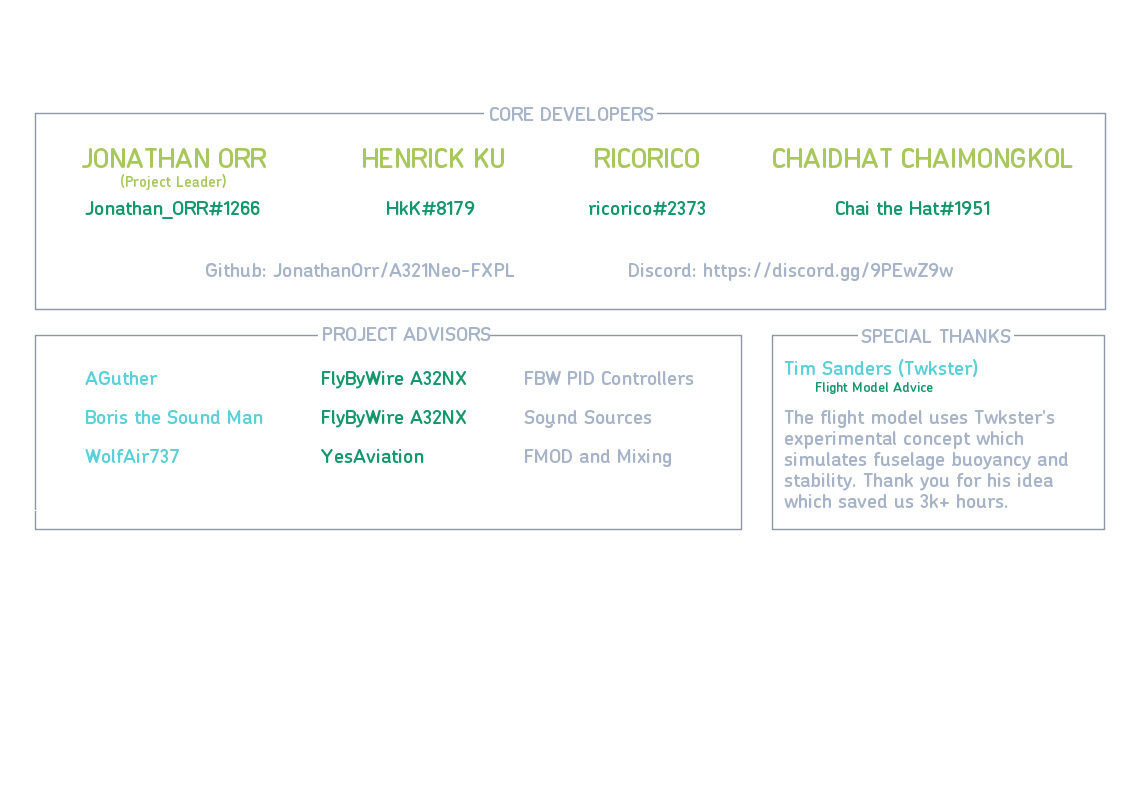 CORE DEVELOPERS
JONATHAN ORR HENRICK KU RICORICO CHAIDHAT CHAIMONGKOL
(Project Leader)
Jonathan_ORR#1266 HkK#8179 ricorico#2373 Chai the Hat#1951
Github: JonathanOrr/A321Neo-FXPL Discord: https://discord.gg/9PEwZ9w
PROJECT ADVISORS
AGuther FlyByWire A32NX FBW PID Controllers
Boris the Sound Man FlyByWire A32NX Soynd Sources
WolfAir737 YesAviation FMOD and Mixing
SPECIAL THANKS
Tim Sanders (Twkster)
Flight Model Advice
The flight model uses Twkster's
experimental concept which
simulates fuselage buoyancy and
stability. Thank you for his idea
which saved us 3k+ hours.